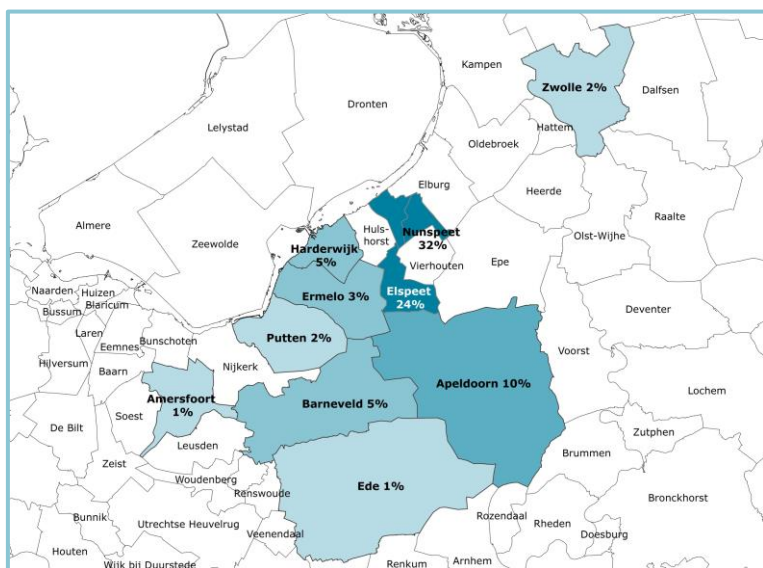 Kampen
Zwolle 2%
Dalfsen
Dronten
Lelystad
Hattem
Oldebroek
Elburg
Heerde
Raalte
Almere
Zeewolde
Huls-
horst
Nunspeet
32%
Olst-Wijhe
Harderwijk
5%
Vierhouten
Epe
Naarden
Huizen
Blaricum
Bussum
Ermelo 3%
Elspeet
24%
Deventer
Laren
Eemnes
Bunschoten
Putten 2%
Voorst
Hilversum
Baarn
Nijkerk
Apeldoorn 10%
Lochem
Amersfoort
1%
Barneveld 5%
Soest
De Bilt
Leusden
Zutphen
Zeist
Brummen
Woudenberg
Renswoude
Ede 1%
Bronckhorst
Bunnik
Utrechtse Heuvelrug
Rozendaal
Rheden
Veenendaal
Doesburg
Houten
Wijk bij Duurstede
Renkum
Arnhem